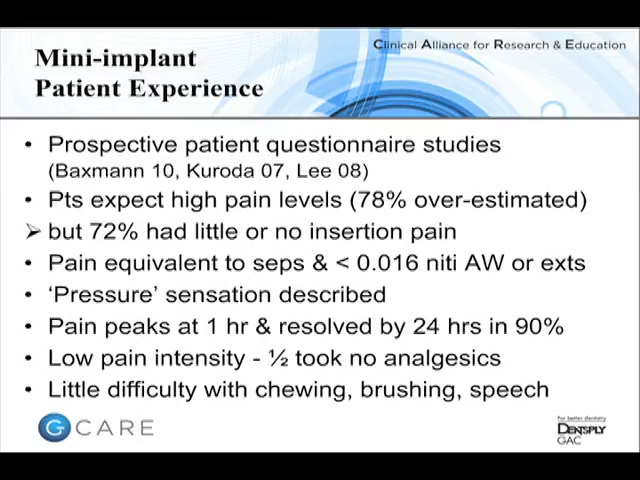 Clinical Alliance for Research & Education
Mini-implant
Patient Experience
• Prospective patient questionnaire studies
(Baxmann 10, Kuroda 07, Lee 08)
• Pts expect high pain levels (78% over-estimated)
➢ but 72% had little or no insertion pain
• Pain equivalent to seps & < 0.016 niti AW or exts
• ‘Pressure’ sensation described
• Pain peaks at 1 hr & resolved by 24 hrs in 90%
• Low pain intensity - ½ took no analgesics
• Little difficulty with chewing, brushing, speech
G CARE
For better dentistry
DENTSPLY
GAC